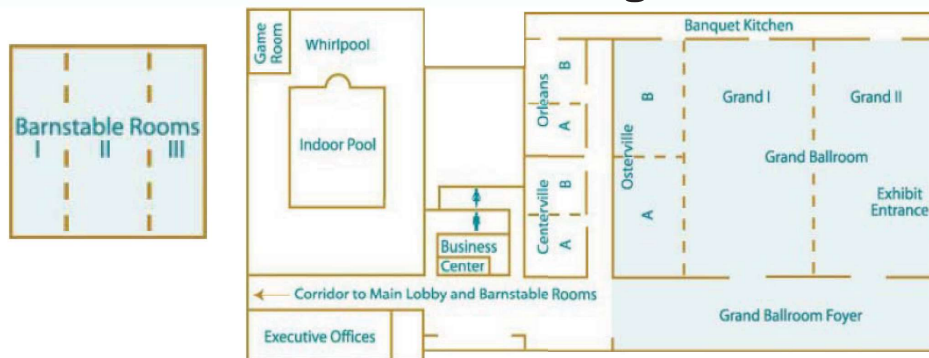 Barnstable Rooms
I II III
Game
Room
Whirlpool
Indoor Pool
Business
Center
← Corridor to Main Lobby and Barnstable Rooms
Executive Offices
Orleans
B
A
Centerville
B
A
Banquet Kitchen
Osterville
B
A
Grand I
Grand II
Grand Ballroom
Exhibit
Entrance
Grand Ballroom Foyer